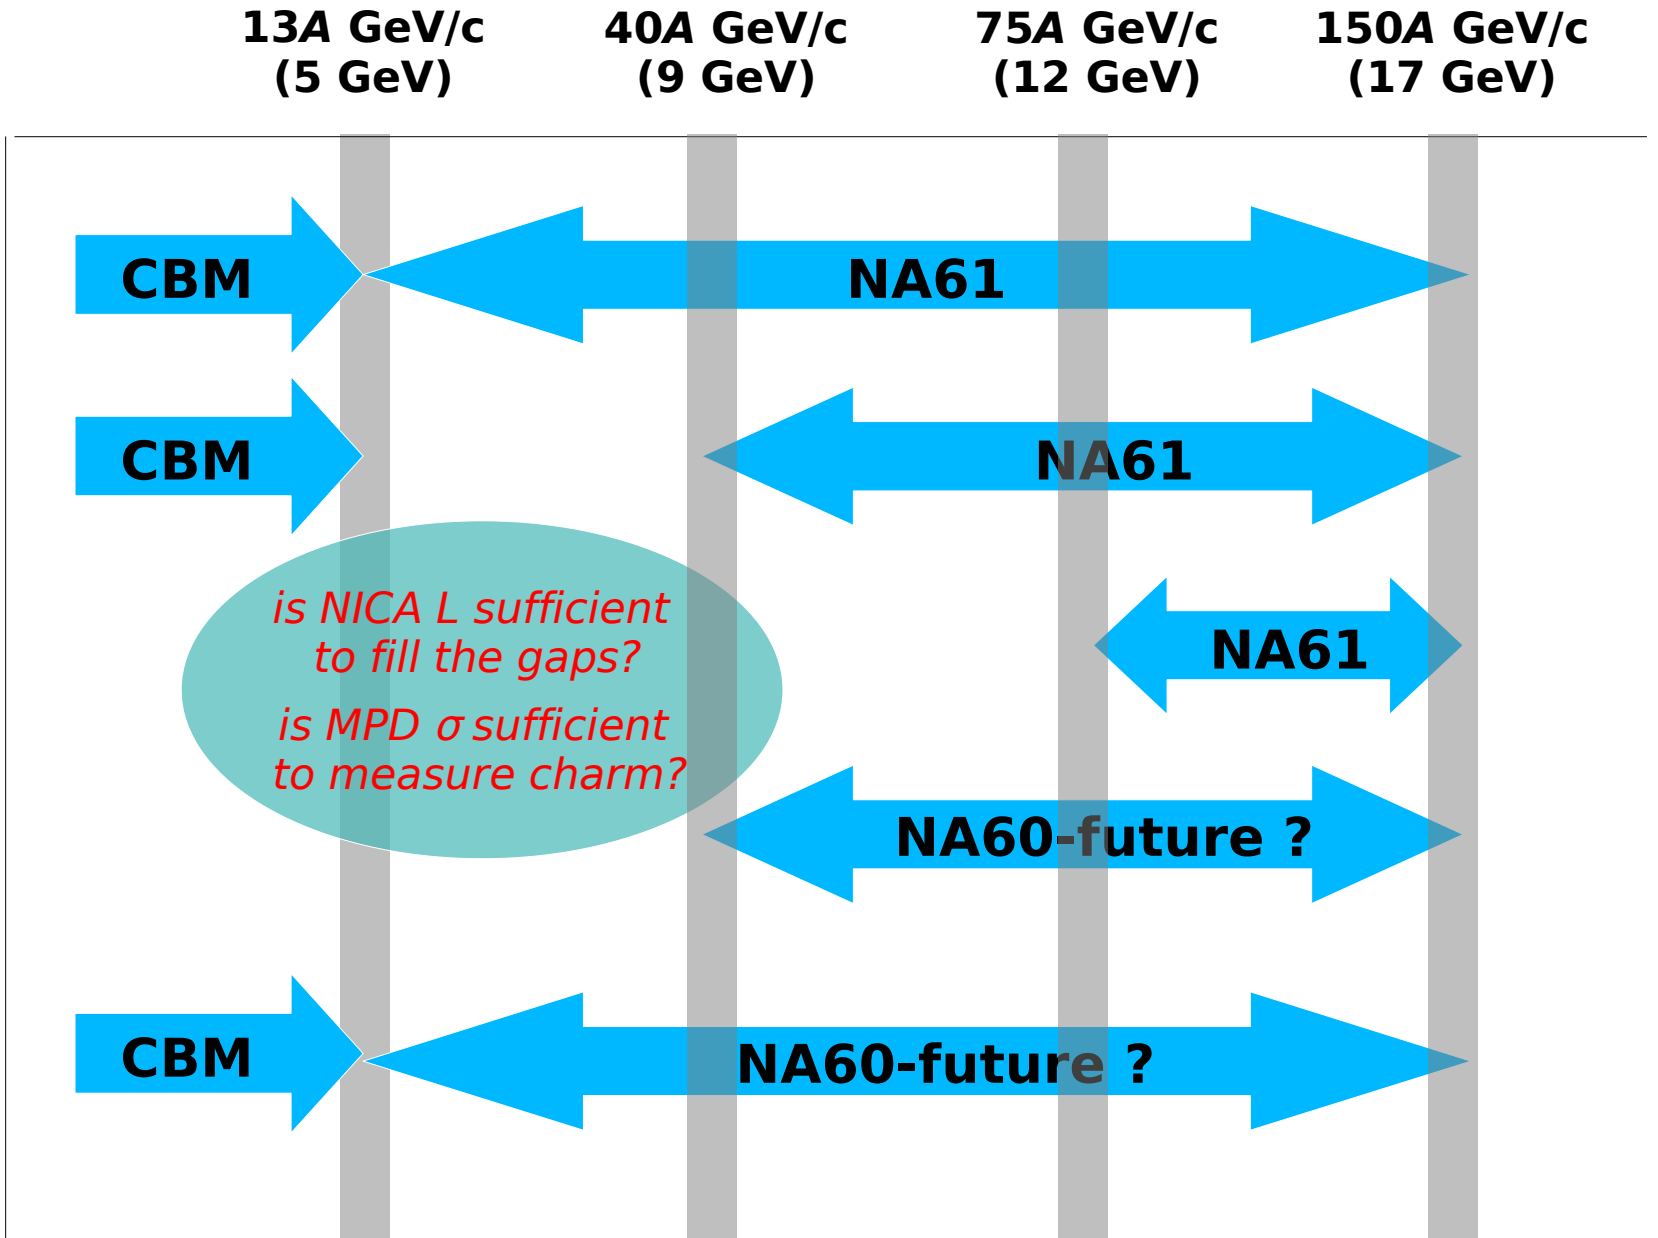 13A GeV/c
(5 GeV)
40A GeV/c
(9 GeV)
75A GeV/c
(12 GeV)
150A GeV/c
(17 GeV)
CBM
NA61
CBM
NA61
is NICA L sufficient
to fill the gaps?
is MPD σ sufficient
to measure charm?
NA61
NA60-future ?
CBM
NA60-future ?